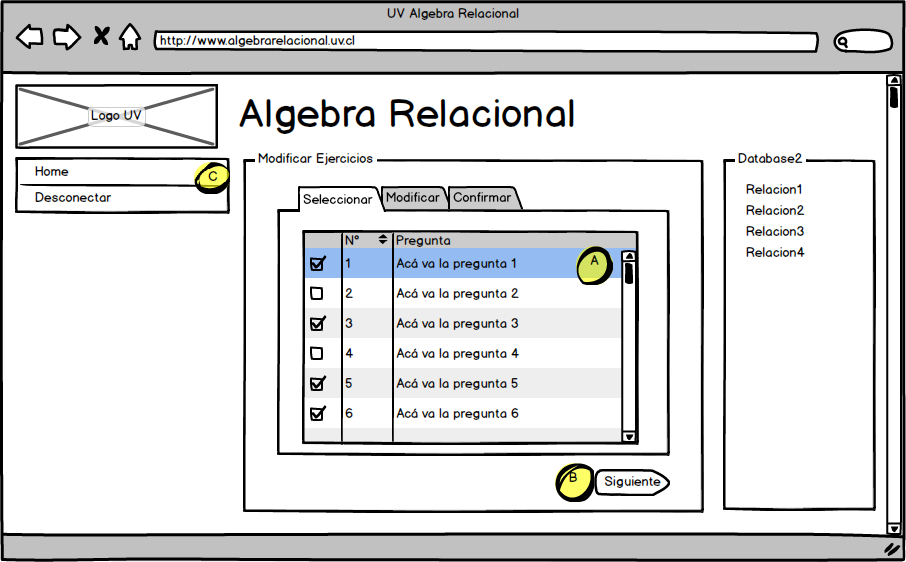 UV Algebra Relacional
http://www.algebrarelacional.uv.cl
Logo UV
Algebra Relacional
Home
C
Desconectar
Modificar Ejercicios
Seleccionar Modificar Confirmar
N° Pregunta
1 Acá va la pregunta 1
A
2 Acá va la pregunta 2
3 Acá va la pregunta 3
4 Acá va la pregunta 4
5 Acá va la pregunta 5
6 Acá va la pregunta 6
B
Siguiente
Database2
Relacion1
Relacion2
Relacion3
Relacion4